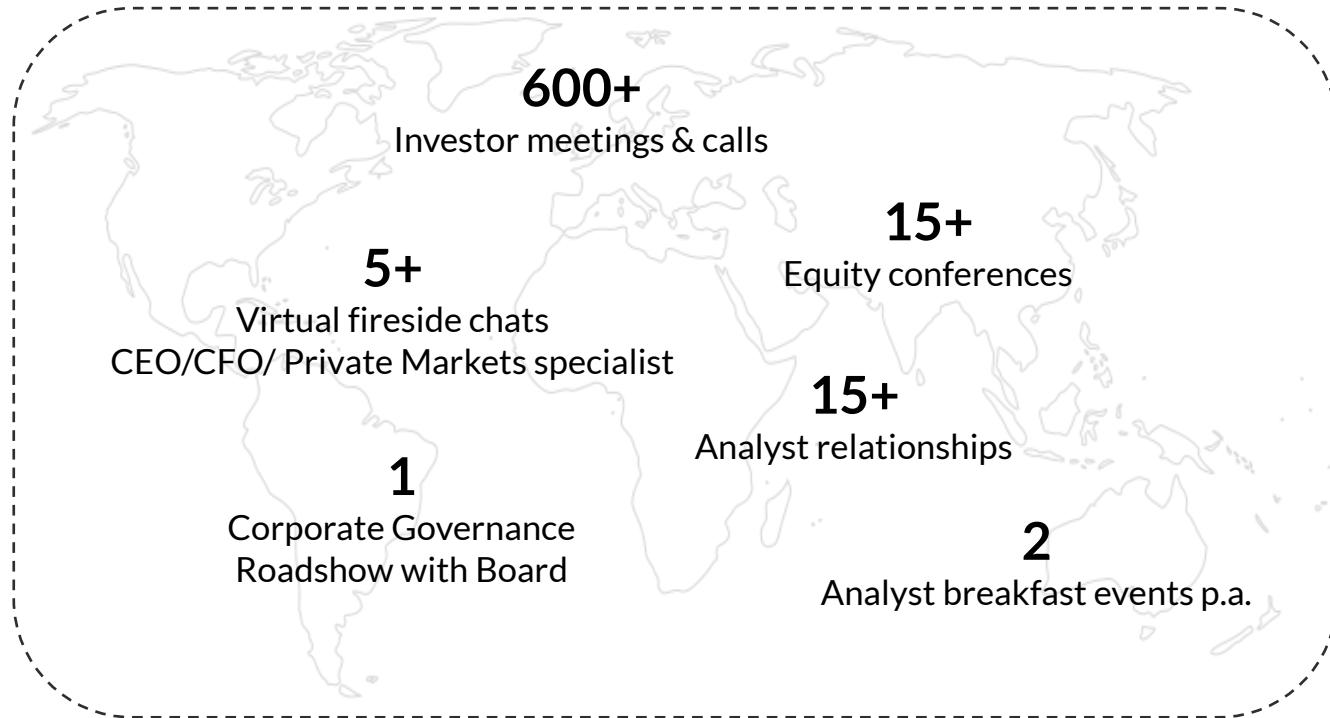 600+
Investor meetings & calls
15+
Equity conferences
5+
Virtual fireside chats
CEO/CFO/ Private Markets specialist
15+
Analyst relationships
1
Corporate Governance
Roadshow with Board
2
Analyst breakfast events p.a.